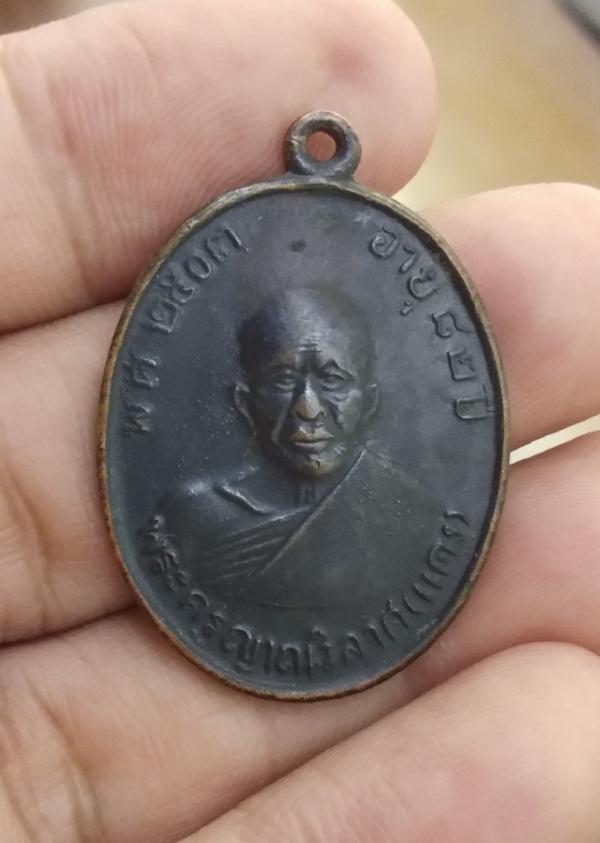 พ ศ ๒๕๐๓
อายุ ๘๒ ปี
พระครูญาณวิลาศ (แดง)